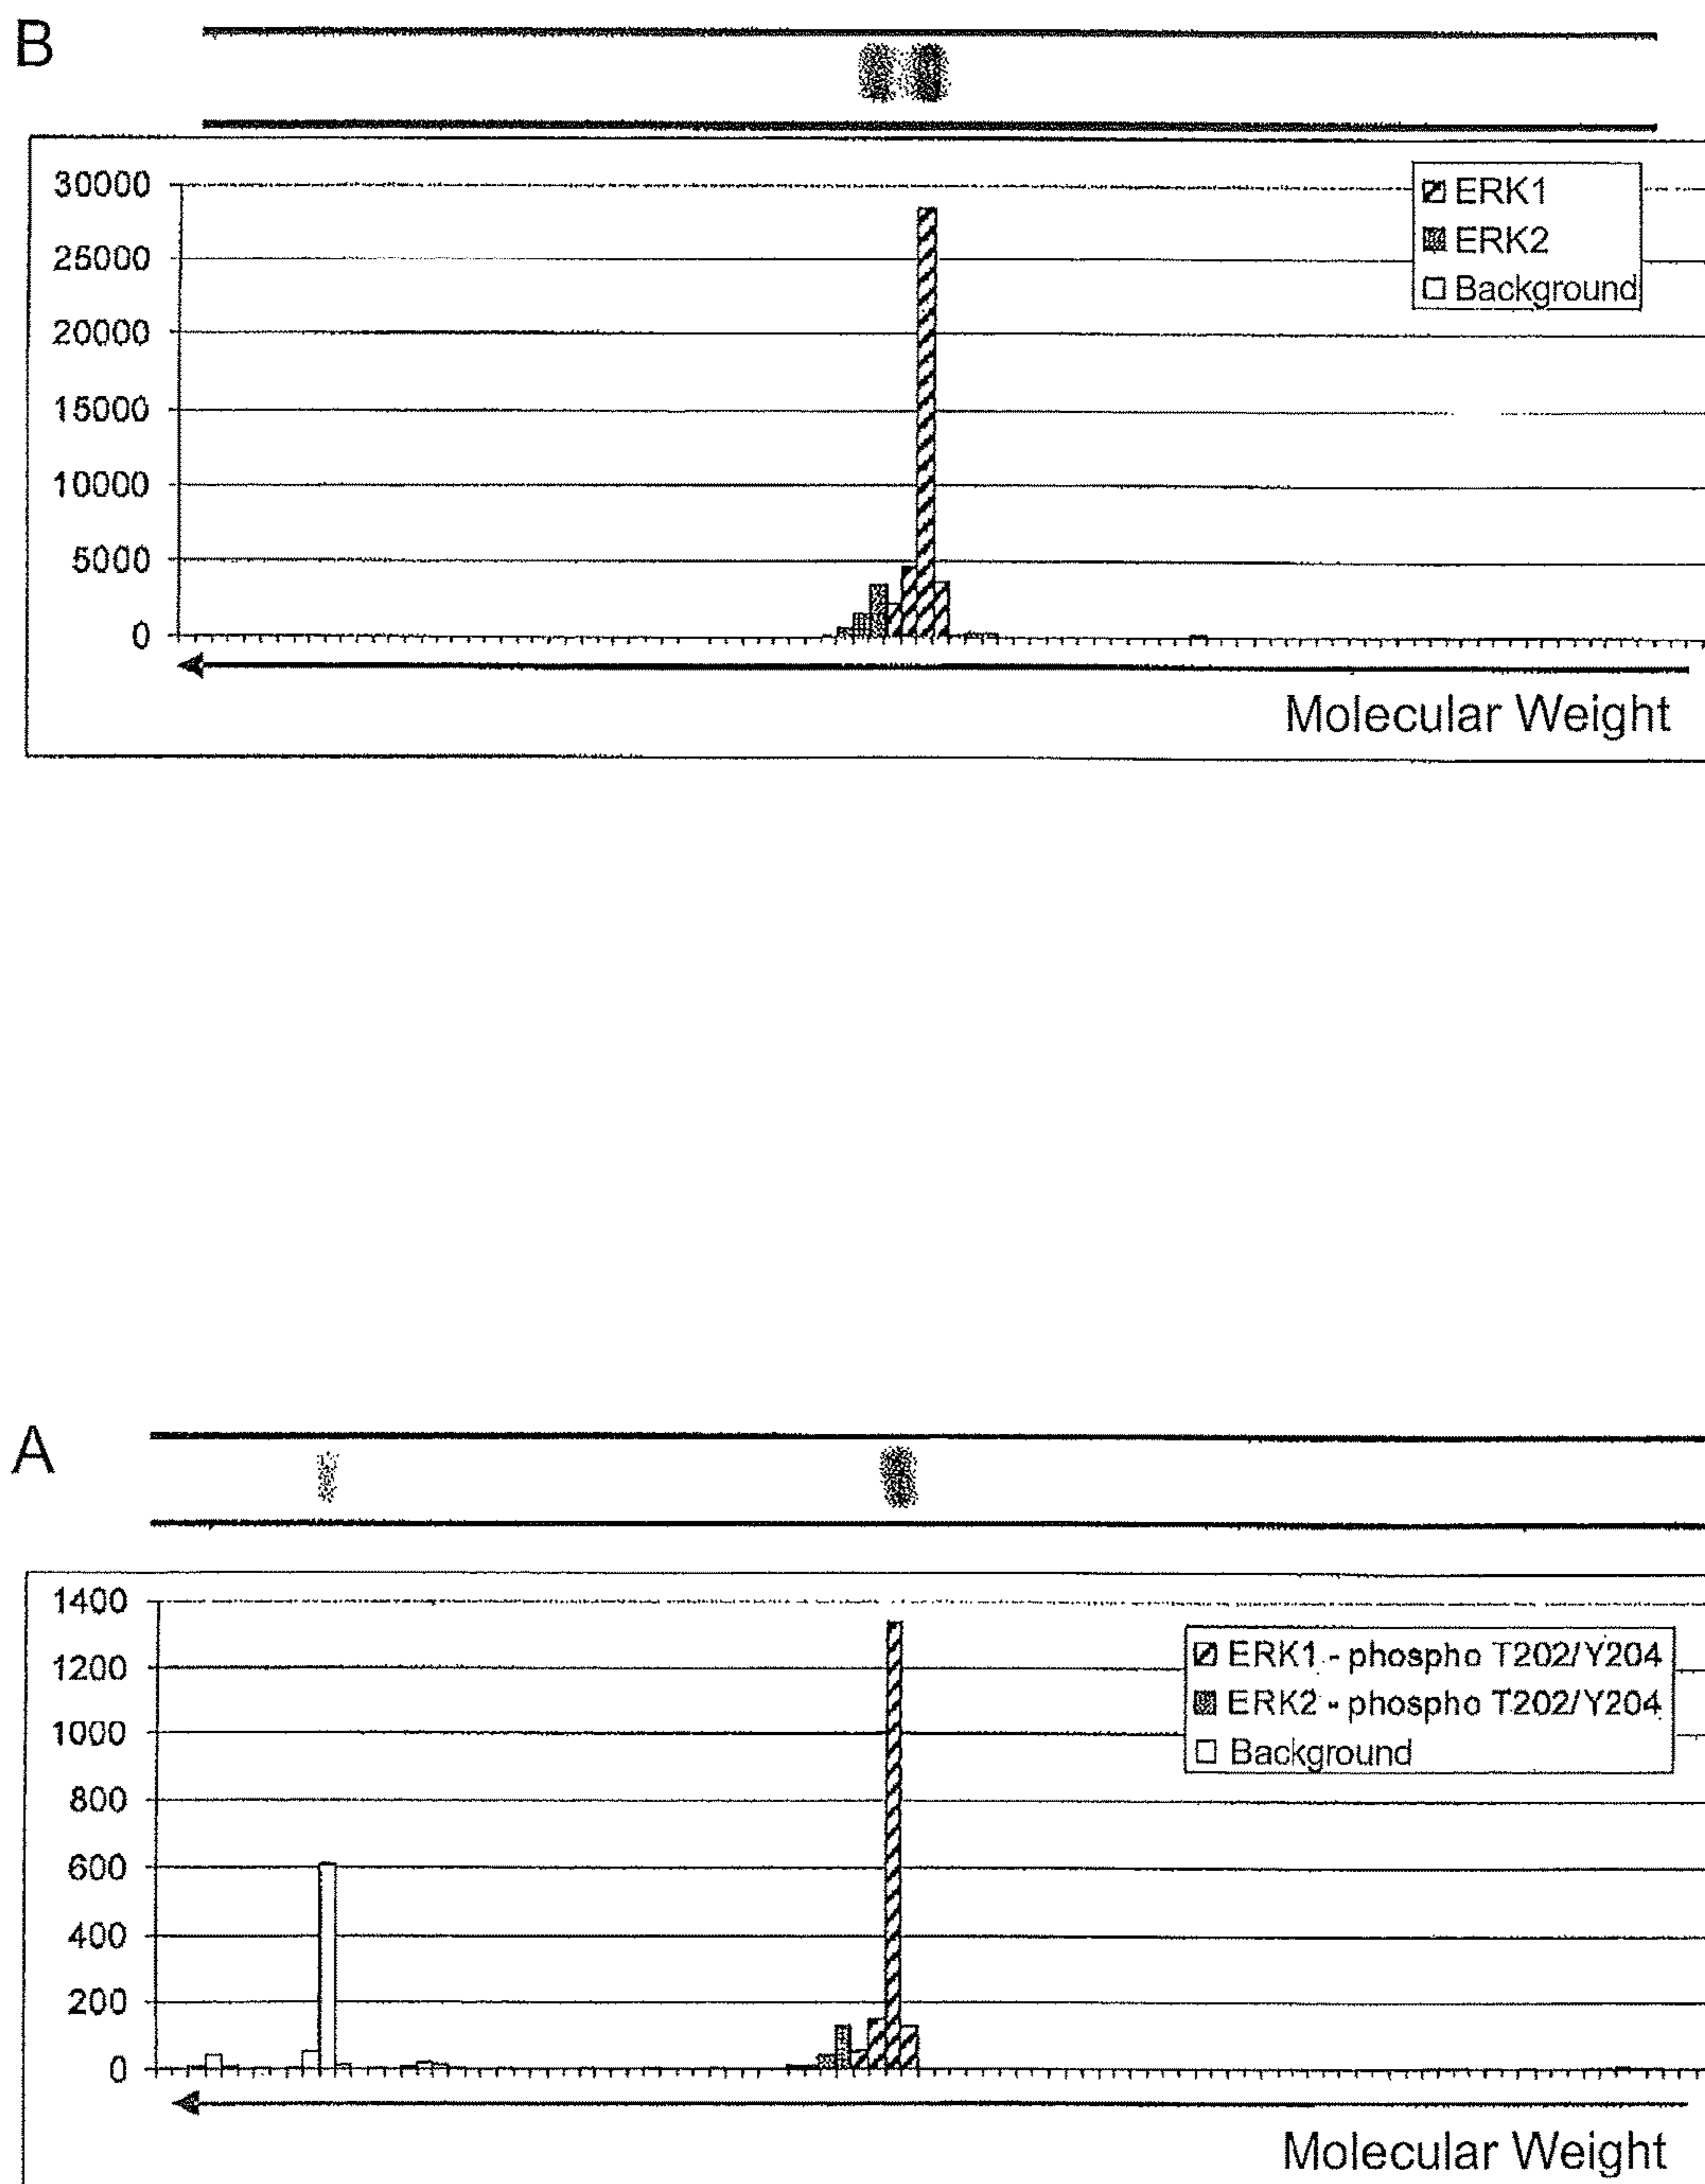 B
30000
25000
20000
15000
10000
5000
0
ERK1
ERK2
Background
Molecular Weight
A
1400
1200
1000
800
600
400
200
0
ERK1 - phospho T202/Y204
ERK2 - phospho T202/Y204
Background
Molecular Weight